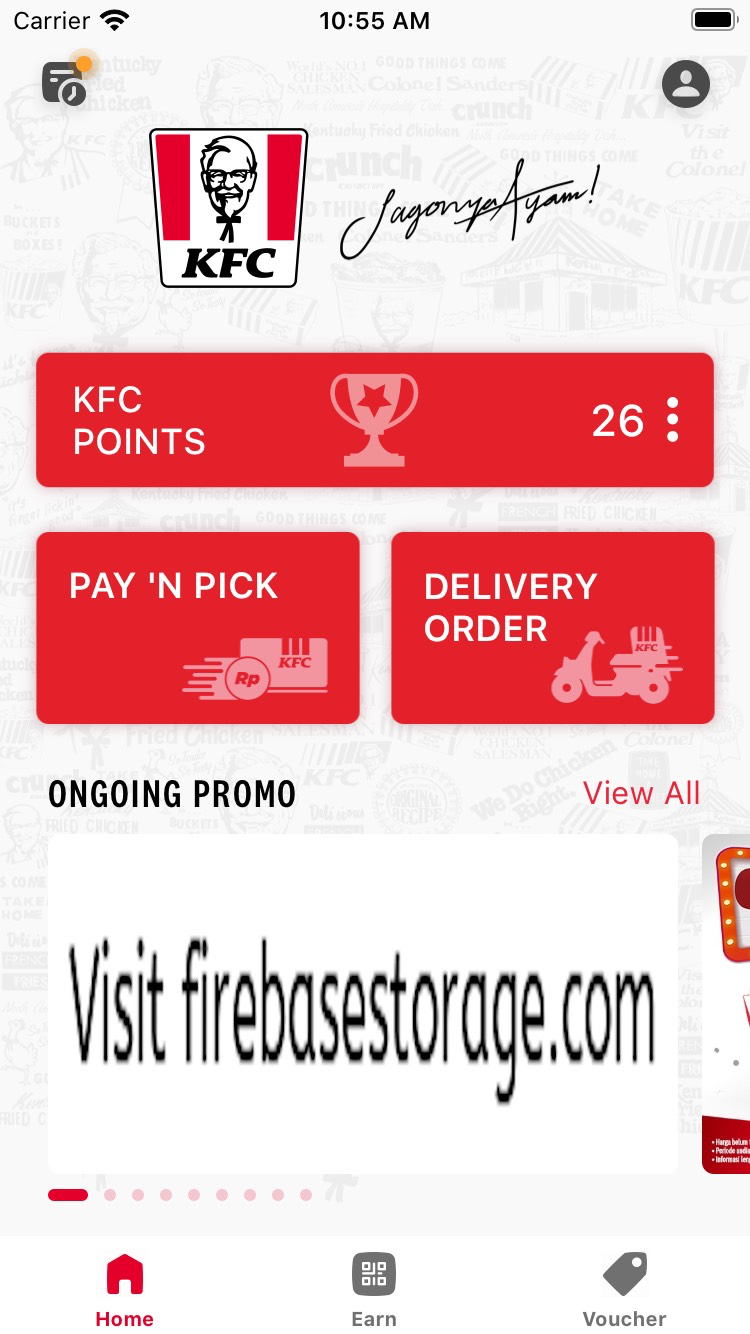 Carrier
10:55 AM
KFC
JagonyaAyam!
KFC
POINTS
26
PAY 'N PICK
KFC
Rp
DELIVERY
ORDER
KFC
ONGOING PROMO
View All
Visit firebasestorage.com
Home
Earn
Voucher